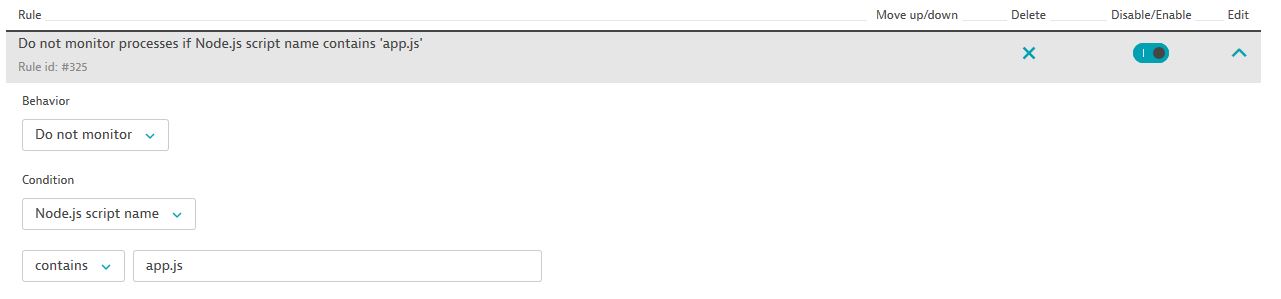 Rule Move up/down Delete Disable/Enable Edit
Do not monitor processes if Node.js script name contains 'app.js'
Rule id: #325
Behavior
Do not monitor
Condition
Node.js script name
contains app.js